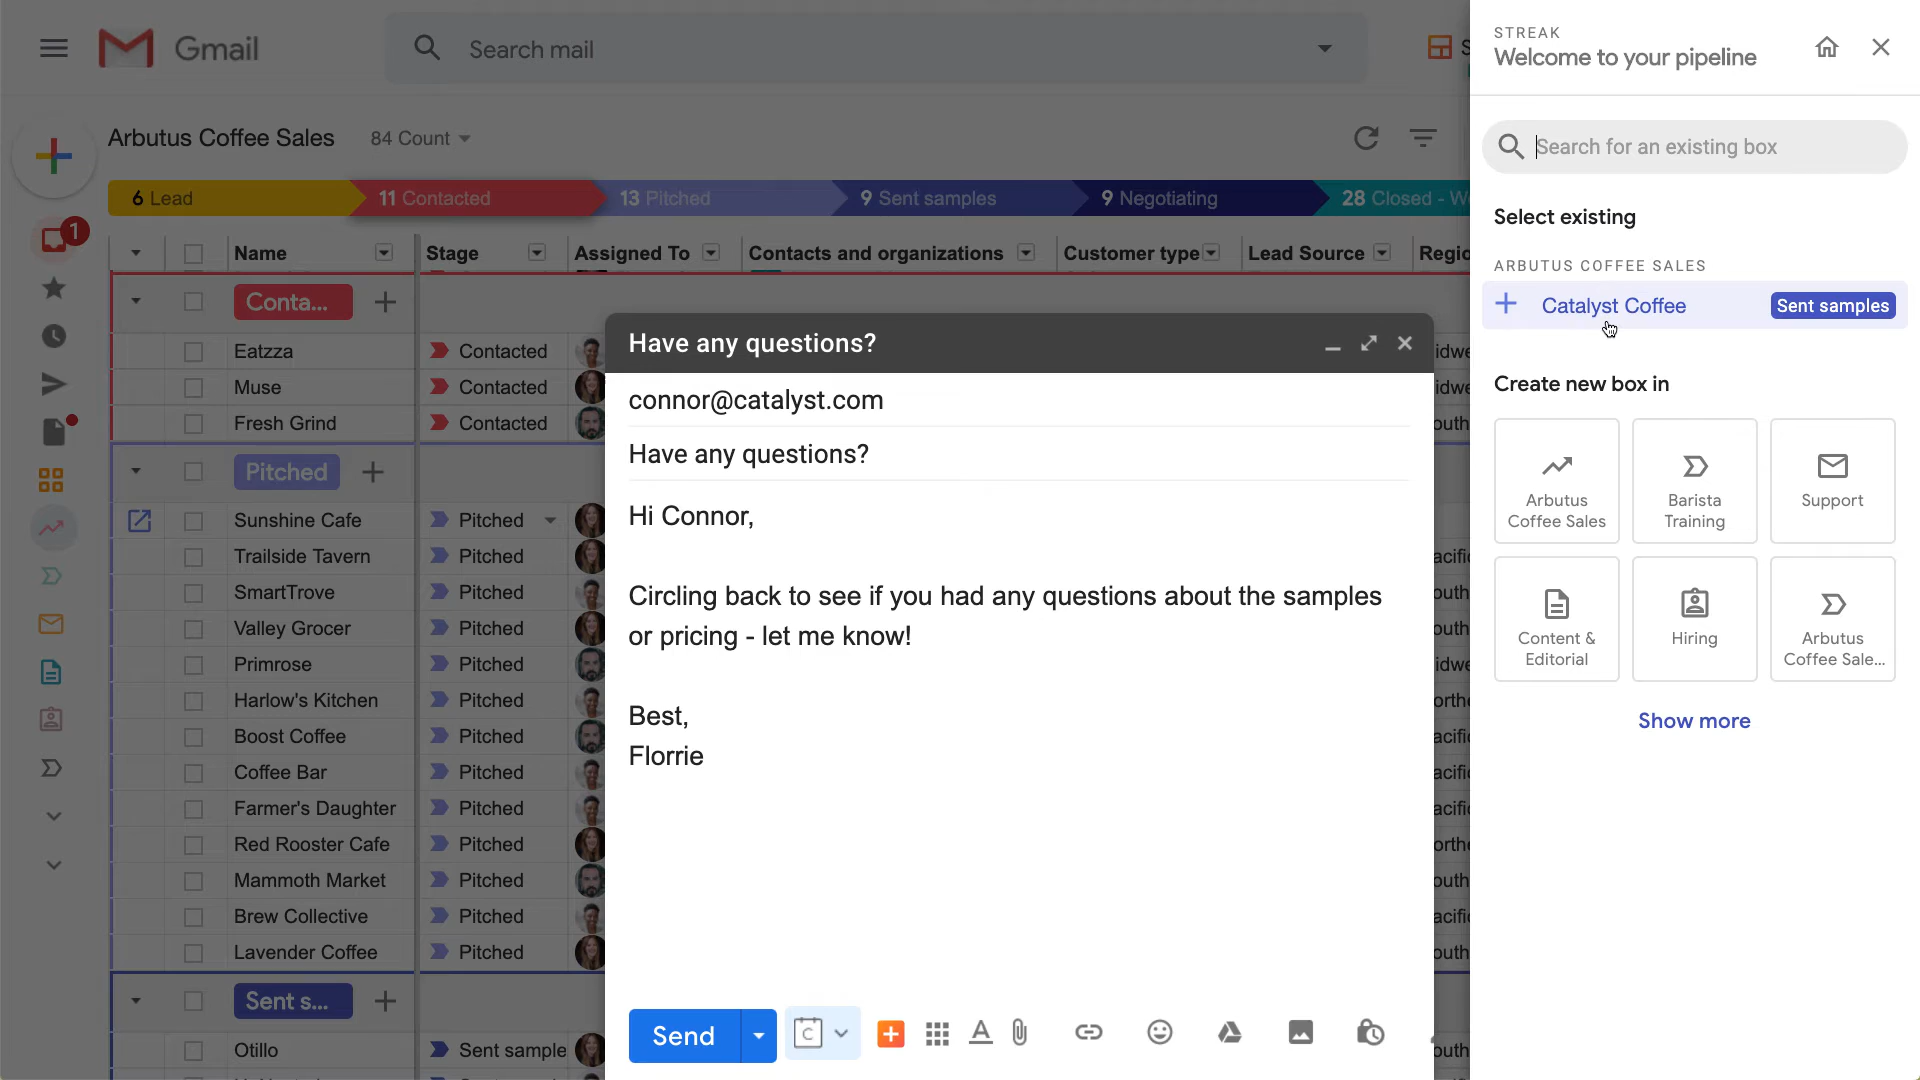 Gmail
Search mail
S
STREAK
Welcome to your pipeline
Arbutus Coffee Sales
84 Count
Search for an existing box
6 Lead
11 Contacted
13 Pitched
9 Sent samples
9 Negotiating
28 Closed - W
Select existing
1
Name
Stage
Assigned To
Contacts and organizations
Customer type
Lead Source
Regio
ARBUTUS COFFEE SALES
Catalyst Coffee
Sent samples
Conta...
Eatzza
Contacted
Muse
Contacted
Fresh Grind
Contacted
Pitched
Sunshine Cafe
Pitched
Trailside Tavern
Pitched
SmartTrove
Pitched
Valley Grocer
Pitched
Primrose
Pitched
Harlow's Kitchen
Pitched
Boost Coffee
Pitched
Coffee Bar
Pitched
Farmer's Daughter
Pitched
Red Rooster Cafe
Pitched
Mammoth Market
Pitched
Brew Collective
Pitched
Lavender Coffee
Pitched
Sent s...
Otillo
Sent sample
Have any questions?
connor@catalyst.com
Have any questions?
Hi Connor,
Circling back to see if you had any questions about the samples
or pricing - let me know!
Best,
Florrie
Send
C
Create new box in
Arbutus
Coffee Sales
Barista
Training
Support
Content &
Editorial
Hiring
Arbutus
Coffee Sale...
Show more